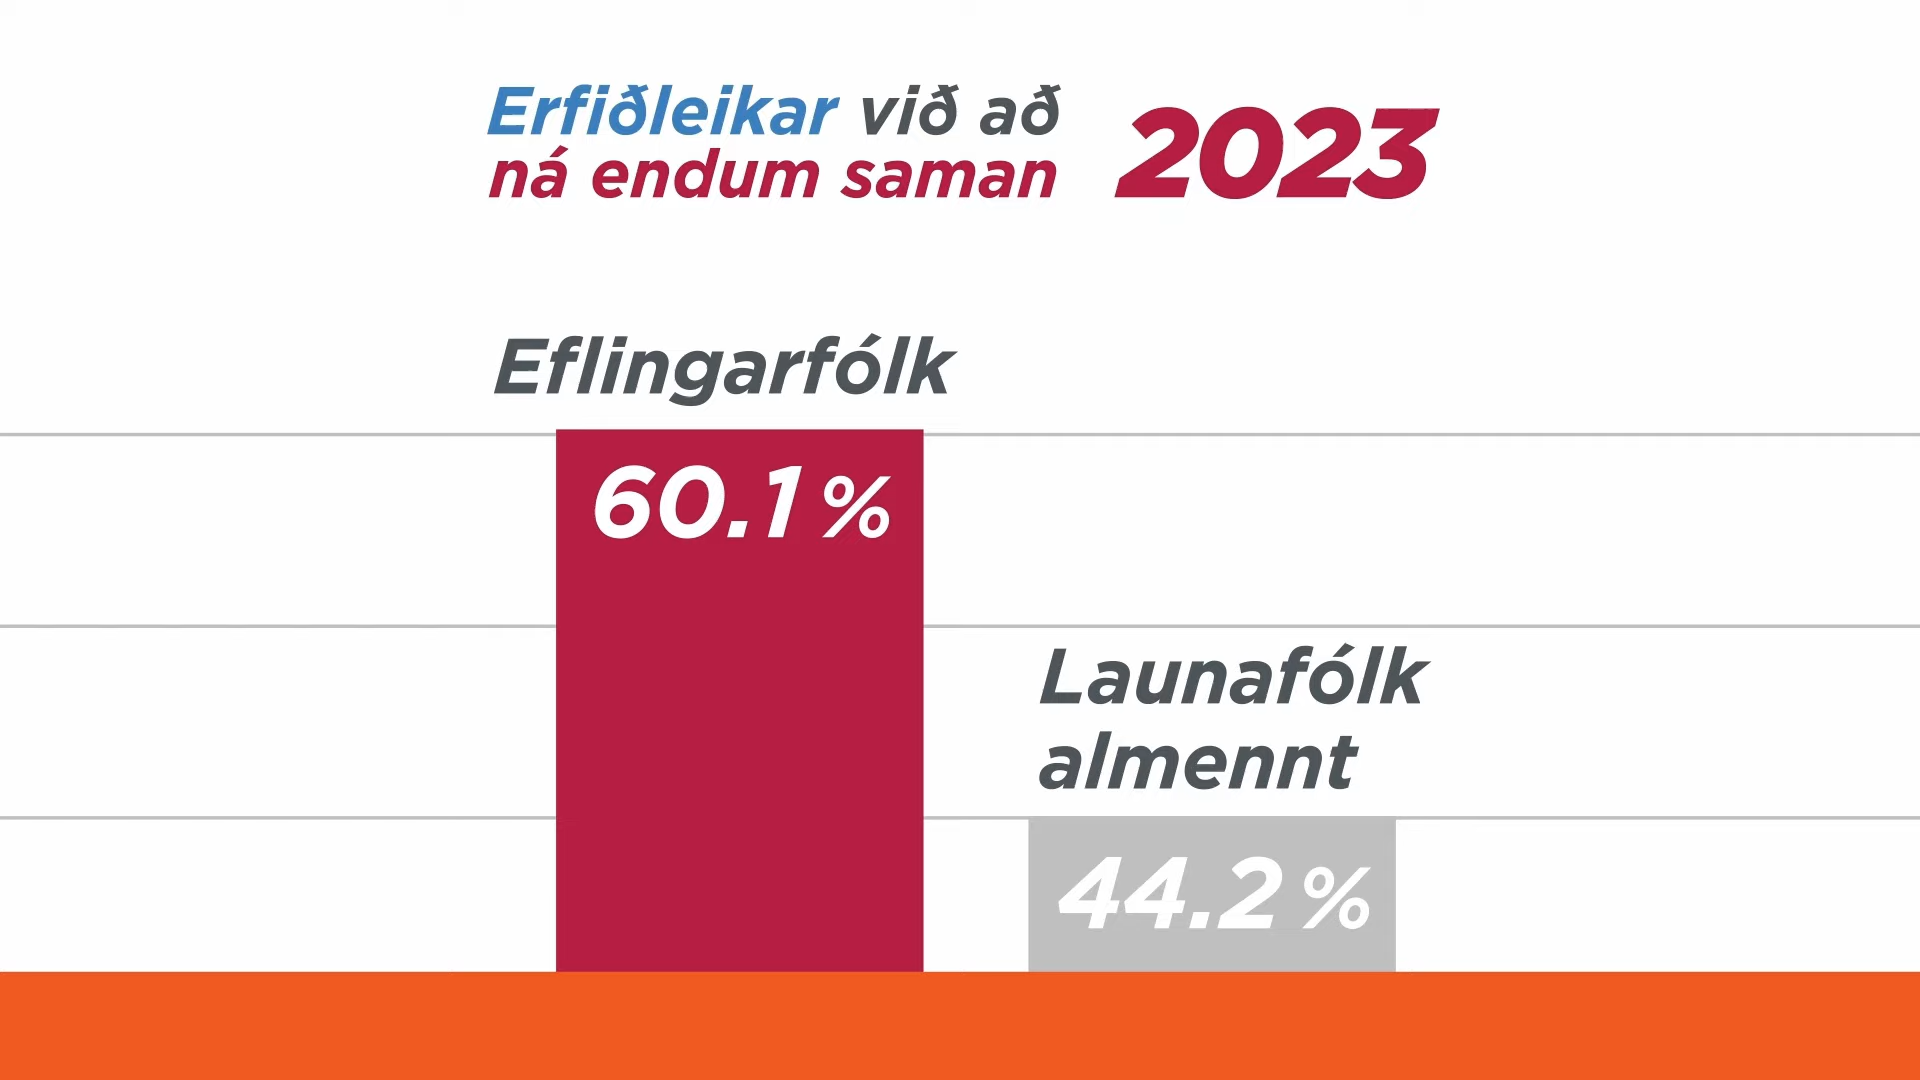 Erfiðleikar við að
ná endum saman
2023
Eflingarfólk
60.1 %
Launafólk
almennt
44.2 %